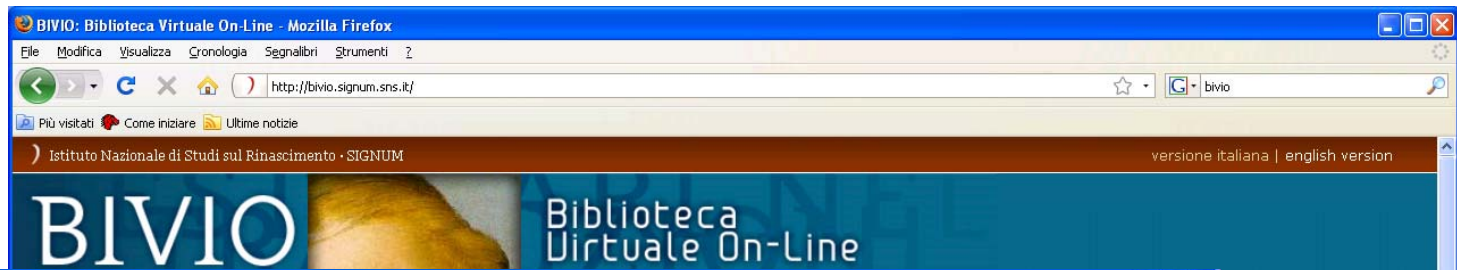 BIVIO: Biblioteca Virtuale On-Line - Mozilla Firefox
File Modifica Visualizza Cronologia Segnalibri Strumenti ?
http://bivio.signum.sns.it/ G bivio
Più visitati Come iniziare Ultime notizie
Istituto Nazionale di Studi sul Rinascimento • SIGNUM versione italiana | english version
BIVIO
Biblioteca
Virtuale On-Line